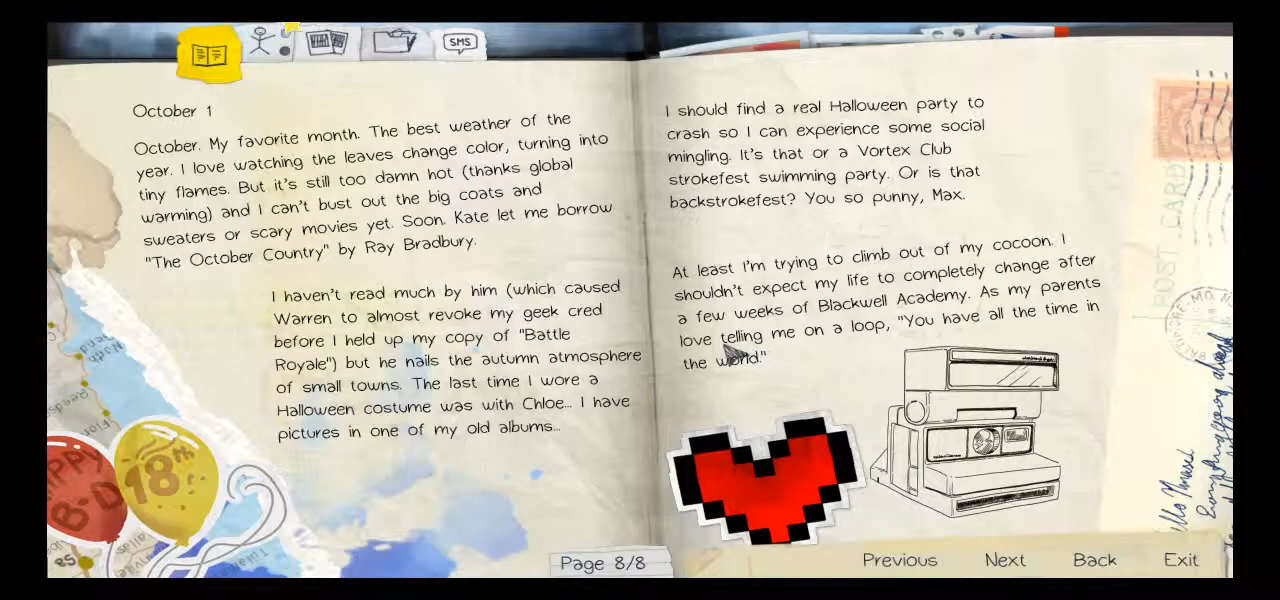 SMS
October 1
October. My favorite month. The best weather of the
year. I love watching the leaves change color, turning into
tiny flames. But it's still too damn hot (thanks global
warming) and I can't bust out the big coats and
sweaters or scary movies yet. Soon. Kate let me borrow
"The October Country" by Ray Bradbury.
I haven't read much by him (which caused
Warren to almost revoke my geek cred
before I held up my copy of "Battle
Royale") but he nails the autumn atmosphere
of small towns. The last time I wore a
Halloween costume was with Chloe... I have
pictures in one of my old albums...
HAPPY
B-D
18th
I should find a real Halloween party to
crash so I can experience some social
mingling. It's that or a Vortex Club
strokefest swimming party. Or is that
backstrokefest? You so punny, Max.
At least I'm trying to climb out of my cocoon. I
shouldn't expect my life to completely change after
a few weeks of Blackwell Academy. As my parents
love telling me on a loop, "You have all the time in
the world."
POST CARD
Page 8/8
Previous
Next
Back
Exit